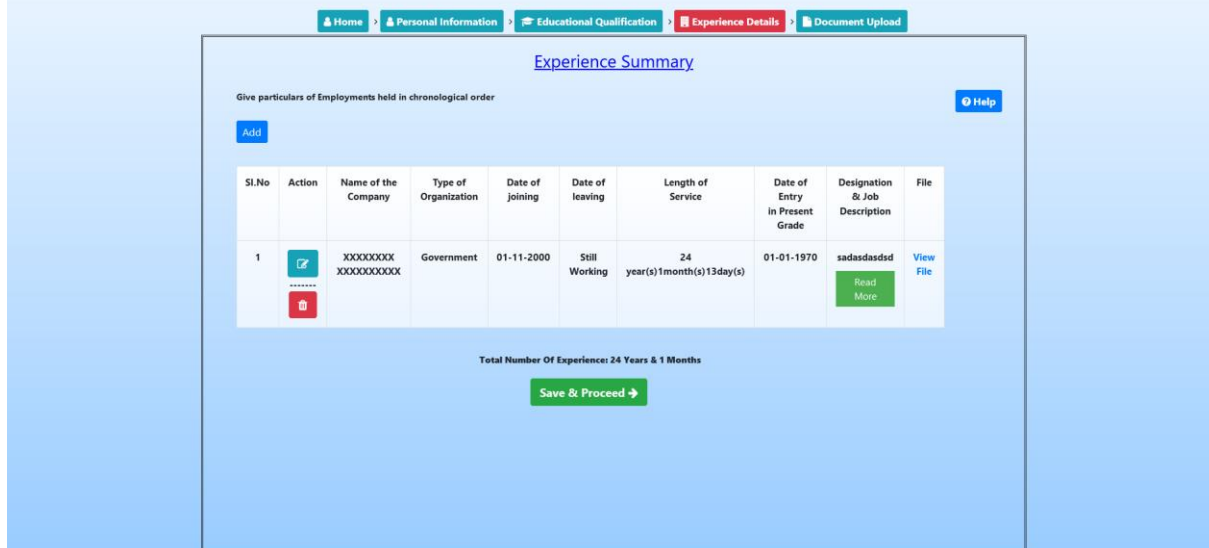 Home > Personal Information > Educational Qualification > Experience Details > Document Upload
Experience Summary
Give particulars of Employments held in chronological order
Help
Add
Sl.No Action Name of the Company Type of Organization Date of joining Date of leaving Length of Service Date of Entry in Present Grade Designation & Job Description File
1 XXXXXXXX XXXXXXXXXX Government 01-11-2000 Still Working 24 year(s)1month(s)13day(s) 01-01-1970 sadasdasdsd View File
-------
Read More
Total Number Of Experience: 24 Years & 1 Months
Save & Proceed →